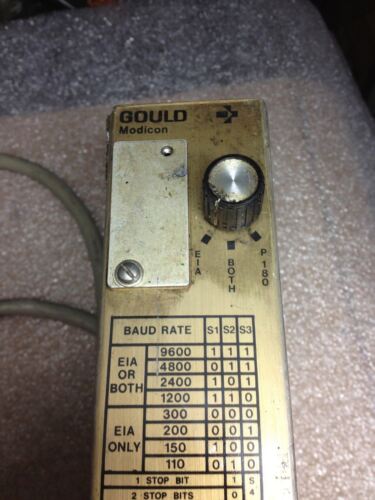 GOULD
Modicon
EIA
BOTH
P 180
BAUD RATE S1 S2 S3
EIA OR BOTH
9600 1 1 1
4800 0 1 1
2400 1 0 1
1200 1 1 0
EIA ONLY
300 0 0 0
200 0 0 1
150 1 0 0
110 0 1 0
1 STOP BIT 1 S
2 STOP BITS 0 4